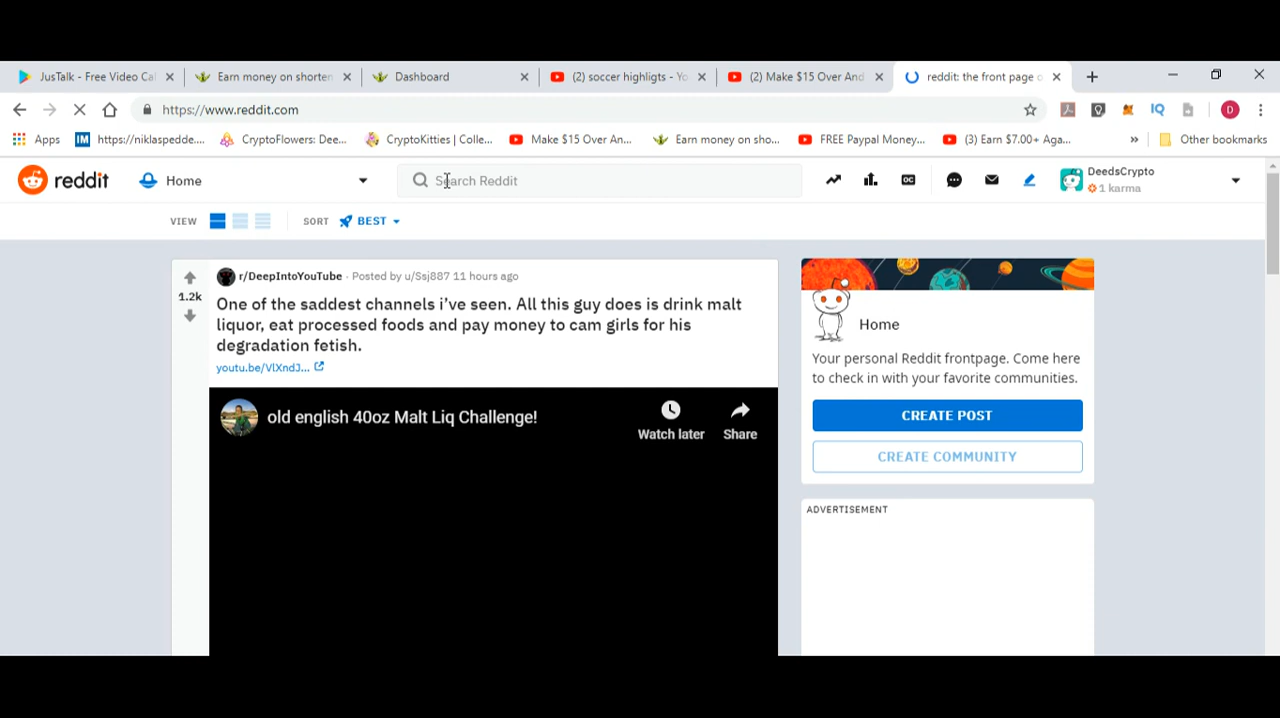 JusTalk - Free Video Cal
Earn money on shorten
Dashboard
(2) soccer highligts - Yo
(2) Make $15 Over And
reddit: the front page o
https://www.reddit.com
IQ
D
Apps
IM
https://niklaspedde....
CryptoFlowers: Dee...
CryptoKitties | Colle...
Make $15 Over An...
Earn money on sho...
FREE Paypal Money...
(3) Earn $7.00+ Aga...
»
Other bookmarks
reddit
Home
Search Reddit
OC
DeedsCrypto
1 karma
VIEW
SORT
BEST
1.2k
r/DeepIntoYouTube · Posted by u/Ssj887 11 hours ago
One of the saddest channels i've seen. All this guy does is drink malt
liquor, eat processed foods and pay money to cam girls for his
degradation fetish.
youtu.be/VlXndJ...
old english 40oz Malt Liq Challenge!
Watch later
Share
Home
Your personal Reddit frontpage. Come here
to check in with your favorite communities.
CREATE POST
CREATE COMMUNITY
ADVERTISEMENT